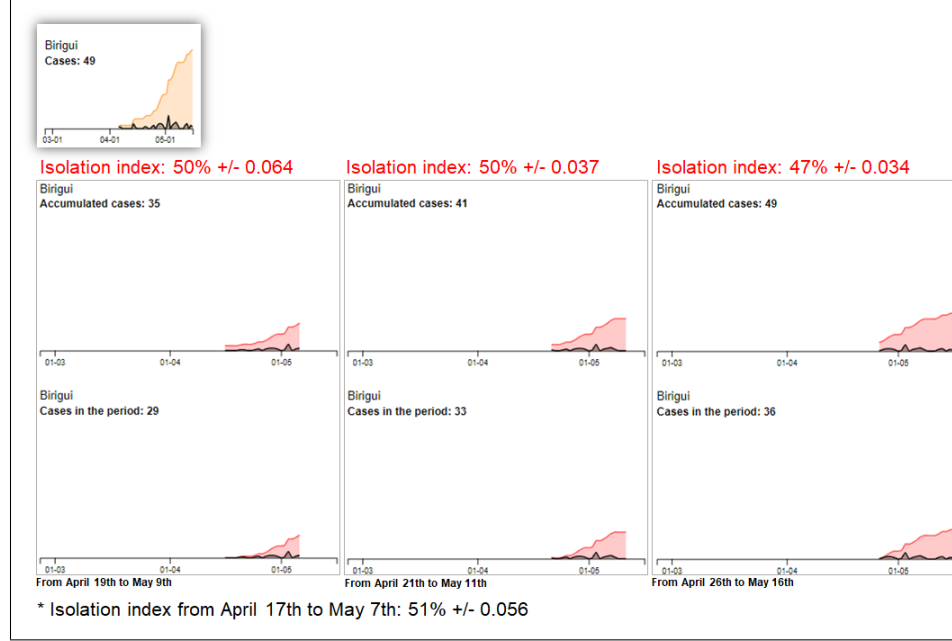 Birigui
Cases: 49
03-01 04-01 05-01
Isolation index: 50% +/- 0.064
Birigui
Accumulated cases: 35
01-03 01-04 01-05
Birigui
Cases in the period: 29
01-03 01-04 01-05
From April 19th to May 9th
Isolation index: 50% +/- 0.037
Birigui
Accumulated cases: 41
01-03 01-04 01-05
Birigui
Cases in the period: 33
01-03 01-04 01-05
From April 21th to May 11th
Isolation index: 47% +/- 0.034
Birigui
Accumulated cases: 49
01-03 01-04 01-05
Birigui
Cases in the period: 36
01-03 01-04 01-05
From April 26th to May 16th
* Isolation index from April 17th to May 7th: 51% +/- 0.056